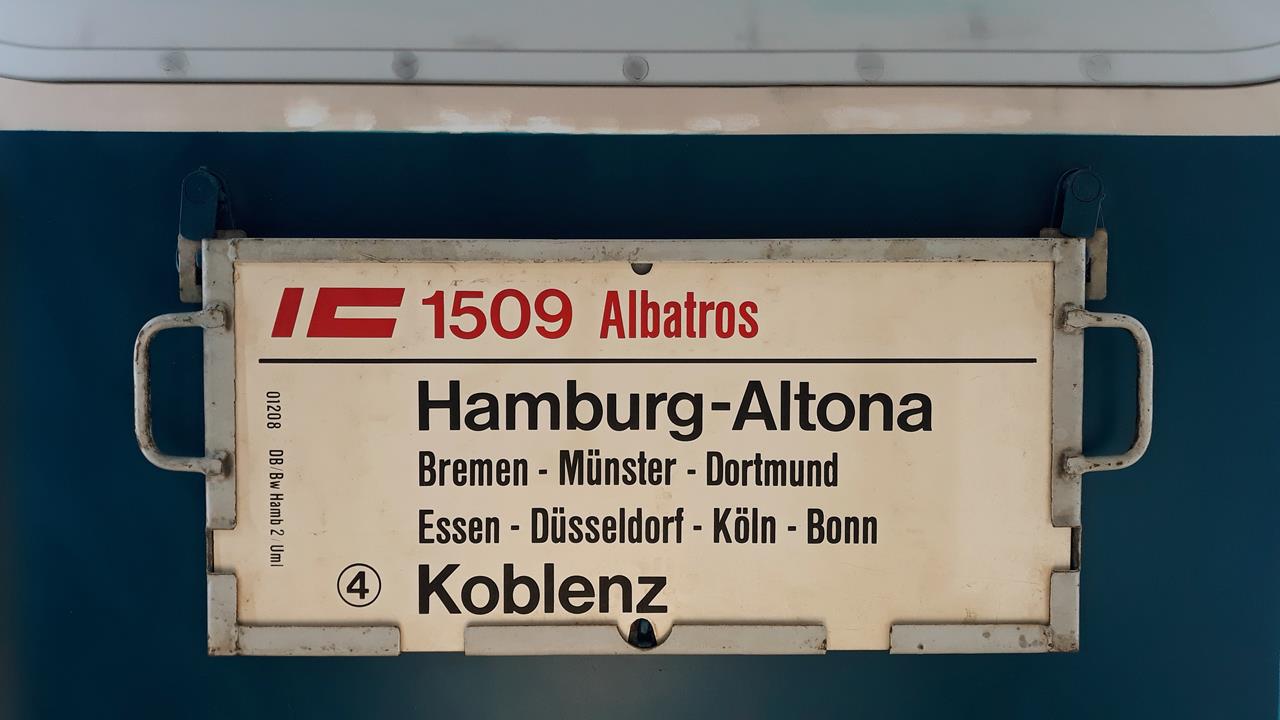 IC 1509 Albatros
Hamburg-Altona
Bremen - Münster - Dortmund
Essen - Düsseldorf - Köln - Bonn
④ Koblenz
01208 DB/Bw Hamb 2 / Uml